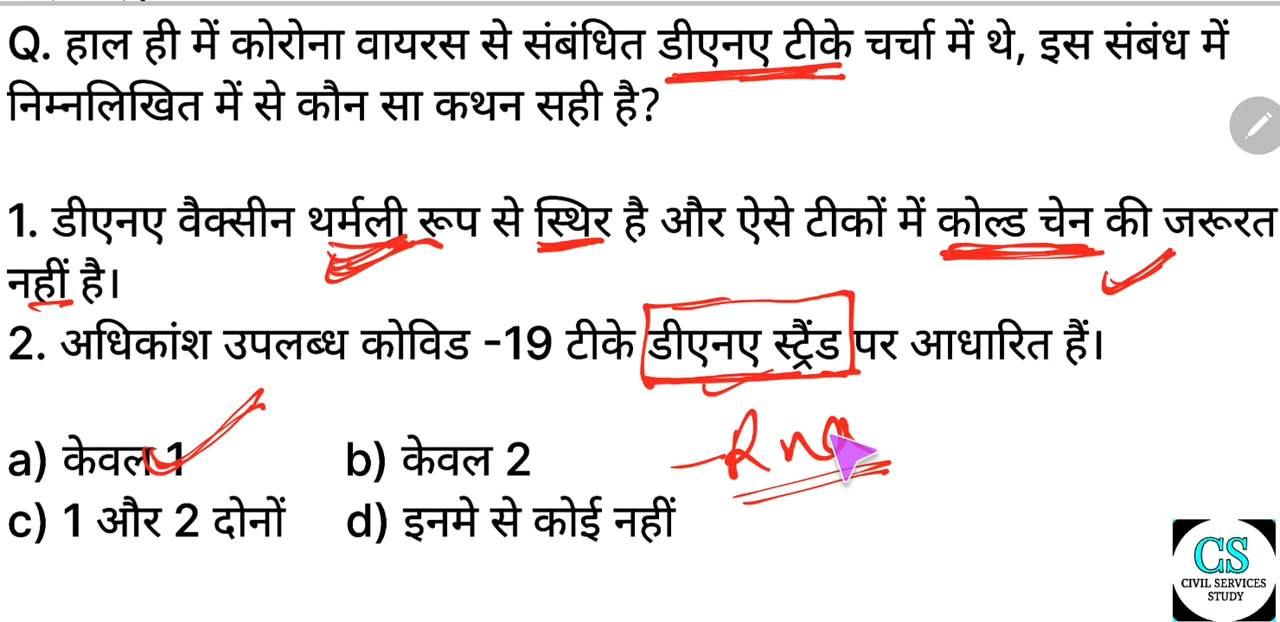 Q. हाल ही में कोरोना वायरस से संबंधित डीएनए टीके चर्चा में थे, इस संबंध में
निम्नलिखित में से कौन सा कथन सही है?
1. डीएनए वैक्सीन थर्मली रूप से स्थिर है और ऐसे टीकों में कोल्ड चेन की जरूरत
नहीं है।
2. अधिकांश उपलब्ध कोविड -19 टीके डीएनए स्ट्रैंड पर आधारित हैं।
Rna
a) केवल 1 b) केवल 2
c) 1 और 2 दोनों d) इनमे से कोई नहीं
CS
CIVIL SERVICES
STUDY